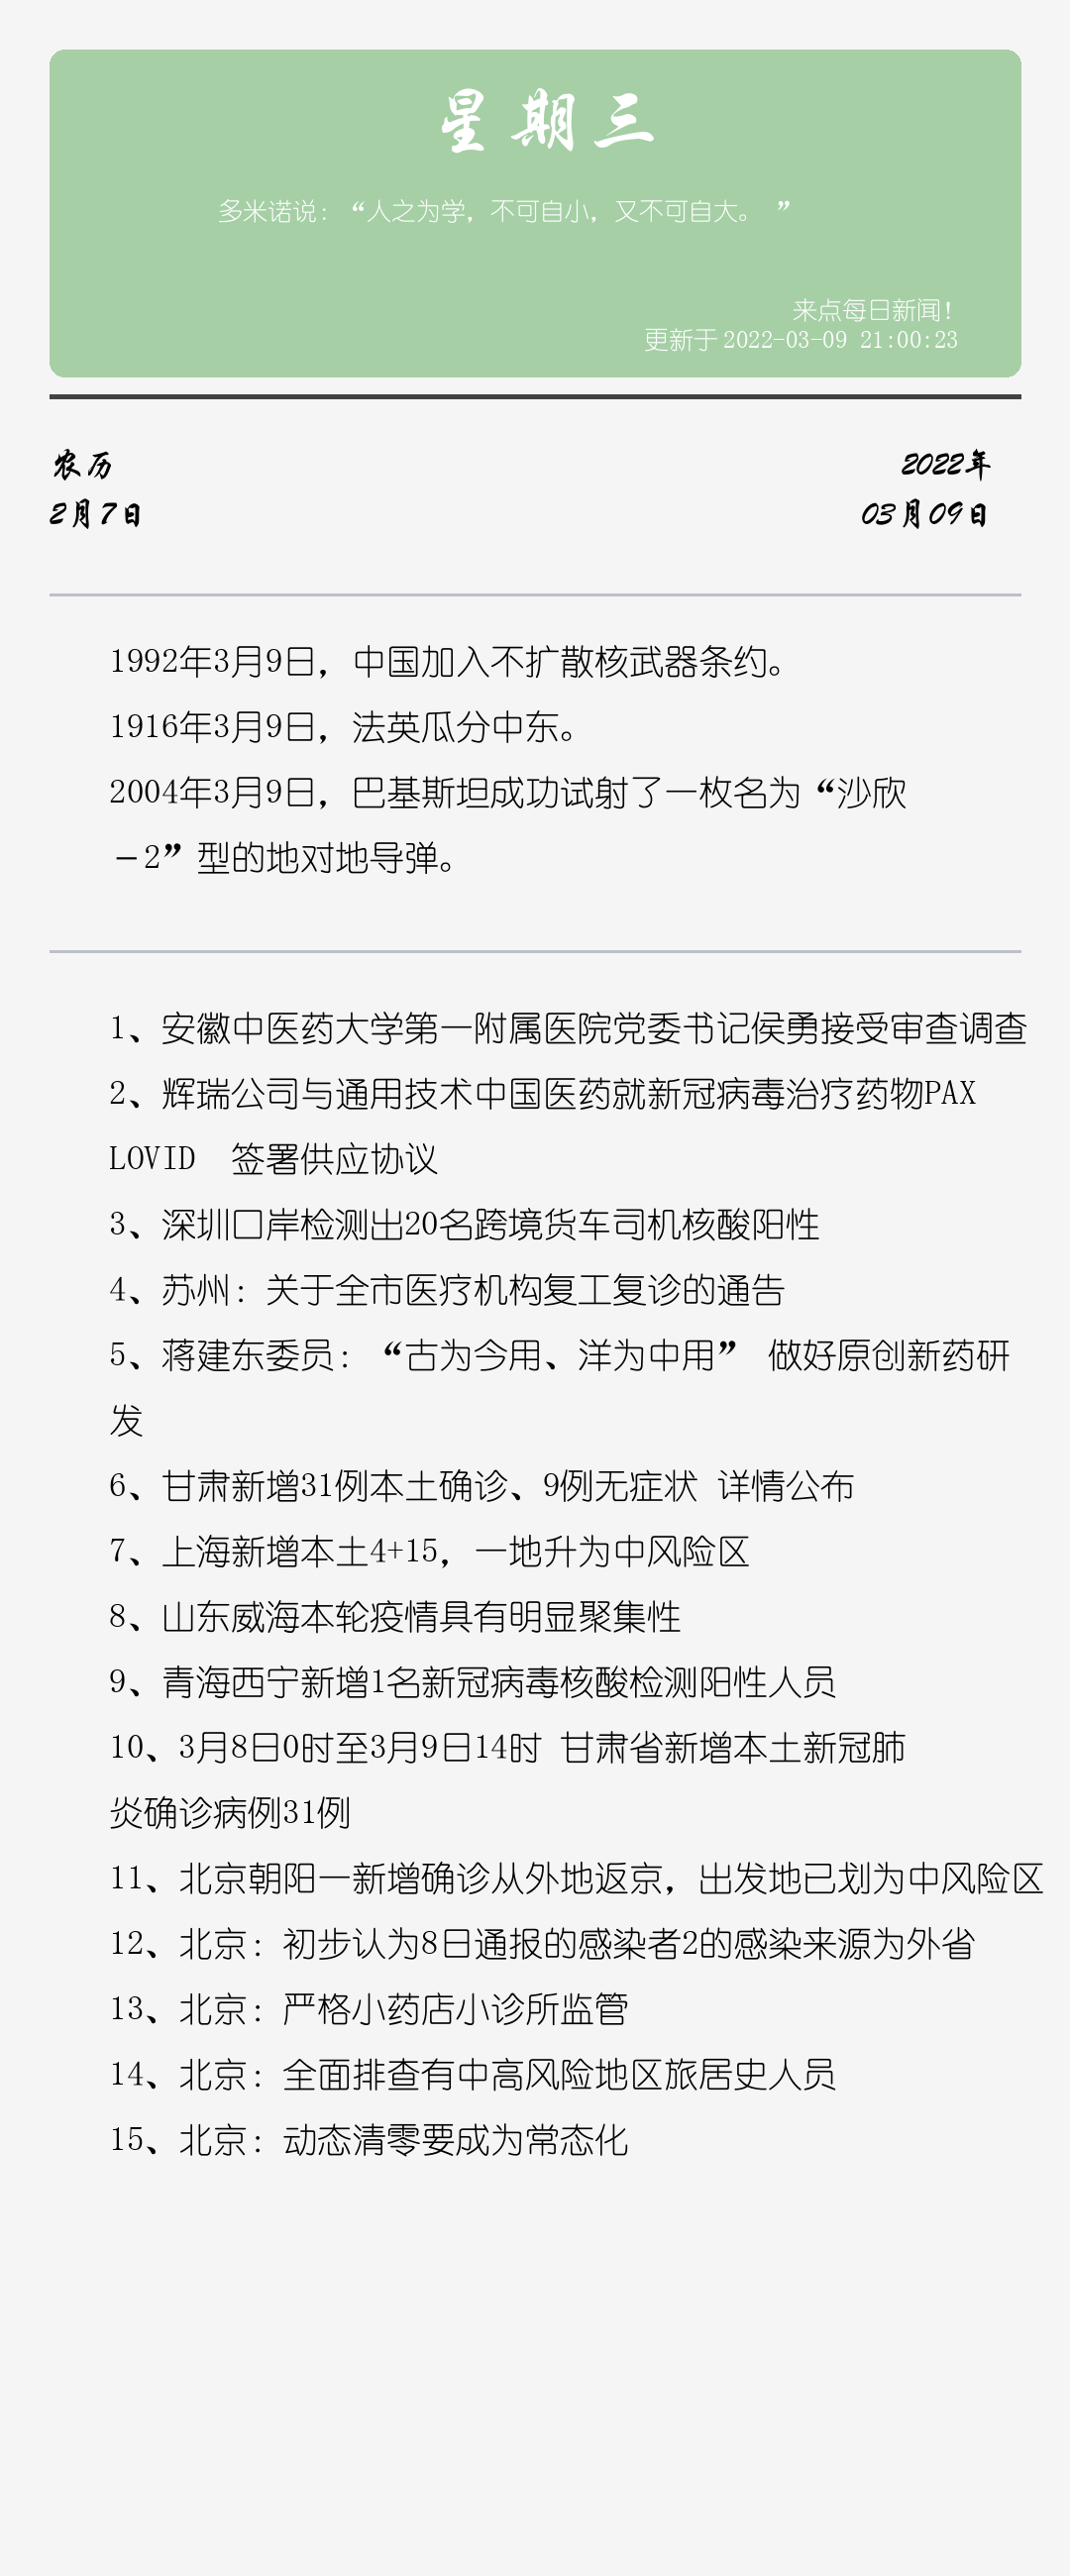 星期三
多米诺说：“人之为学，不可自小，又不可自大。 ”
来点每日新闻！
更新于 2022-03-09 21:00:23
农历
2022年
2月7日
03月09日
1992年3月9日，中国加入不扩散核武器条约。
1916年3月9日，法英瓜分中东。
2004年3月9日，巴基斯坦成功试射了一枚名为“沙欣
－2”型的地对地导弹。
1、安徽中医药大学第一附属医院党委书记侯勇接受审查调查
2、辉瑞公司与通用技术中国医药就新冠病毒治疗药物PAX
LOVID  签署供应协议
3、深圳口岸检测出20名跨境货车司机核酸阳性
4、苏州：关于全市医疗机构复工复诊的通告
5、蒋建东委员：“古为今用、洋为中用” 做好原创新药研
发
6、甘肃新增31例本土确诊、9例无症状 详情公布
7、上海新增本土4+15，一地升为中风险区
8、山东威海本轮疫情具有明显聚集性
9、青海西宁新增1名新冠病毒核酸检测阳性人员
10、3月8日0时至3月9日14时 甘肃省新增本土新冠肺
炎确诊病例31例
11、北京朝阳一新增确诊从外地返京，出发地已划为中风险区
12、北京：初步认为8日通报的感染者2的感染来源为外省
13、北京：严格小药店小诊所监管
14、北京：全面排查有中高风险地区旅居史人员
15、北京：动态清零要成为常态化